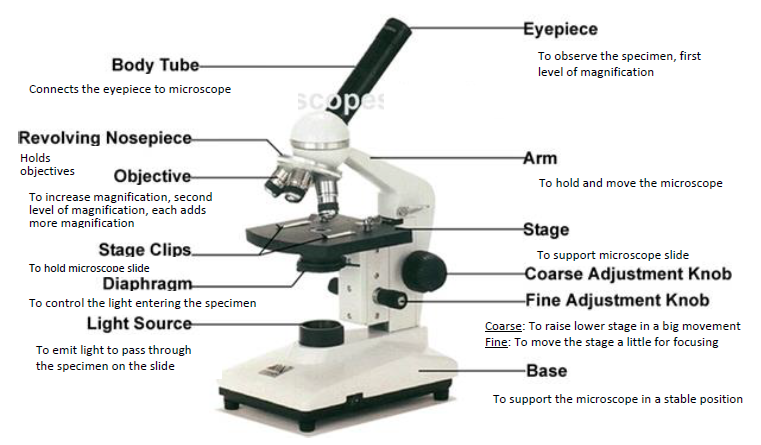 Eyepiece
To observe the specimen, first
level of magnification
Body Tube
Connects the eyepiece to microscope
scopes
Revolving Nosepiece
Holds
objectives
Arm
To hold and move the microscope
Objective
To increase magnification, second
level of magnification, each adds
more magnification
Stage
To support microscope slide
Stage Clips
To hold microscope slide
Coarse Adjustment Knob
Diaphragm
To control the light entering the specimen
Fine Adjustment Knob
Coarse: To raise lower stage in a big movement
Fine: To move the stage a little for focusing
Light Source
To emit light to pass through
the specimen on the slide
Base
To support the microscope in a stable position